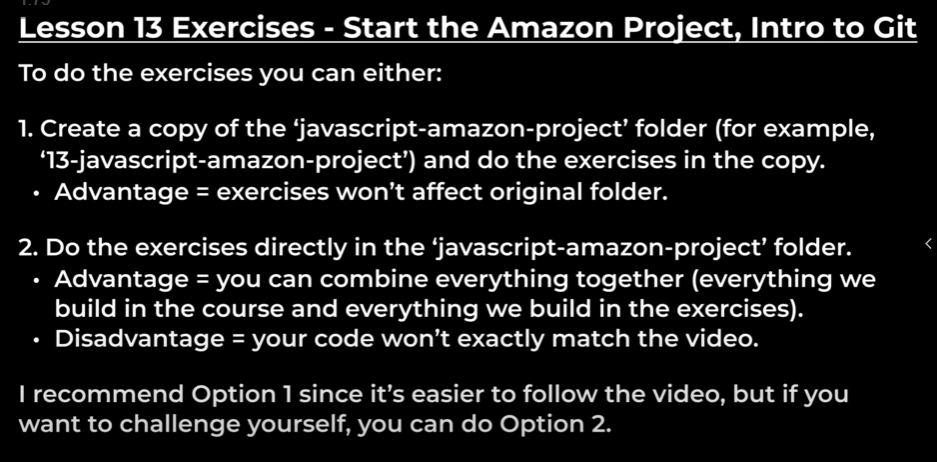 Lesson 13 Exercises - Start the Amazon Project, Intro to Git
To do the exercises you can either:
1. Create a copy of the ‘javascript-amazon-project’ folder (for example,
‘13-javascript-amazon-project’) and do the exercises in the copy.
• Advantage = exercises won’t affect original folder.
2. Do the exercises directly in the ‘javascript-amazon-project’ folder.
• Advantage = you can combine everything together (everything we
build in the course and everything we build in the exercises).
• Disadvantage = your code won’t exactly match the video.
I recommend Option 1 since it’s easier to follow the video, but if you
want to challenge yourself, you can do Option 2.